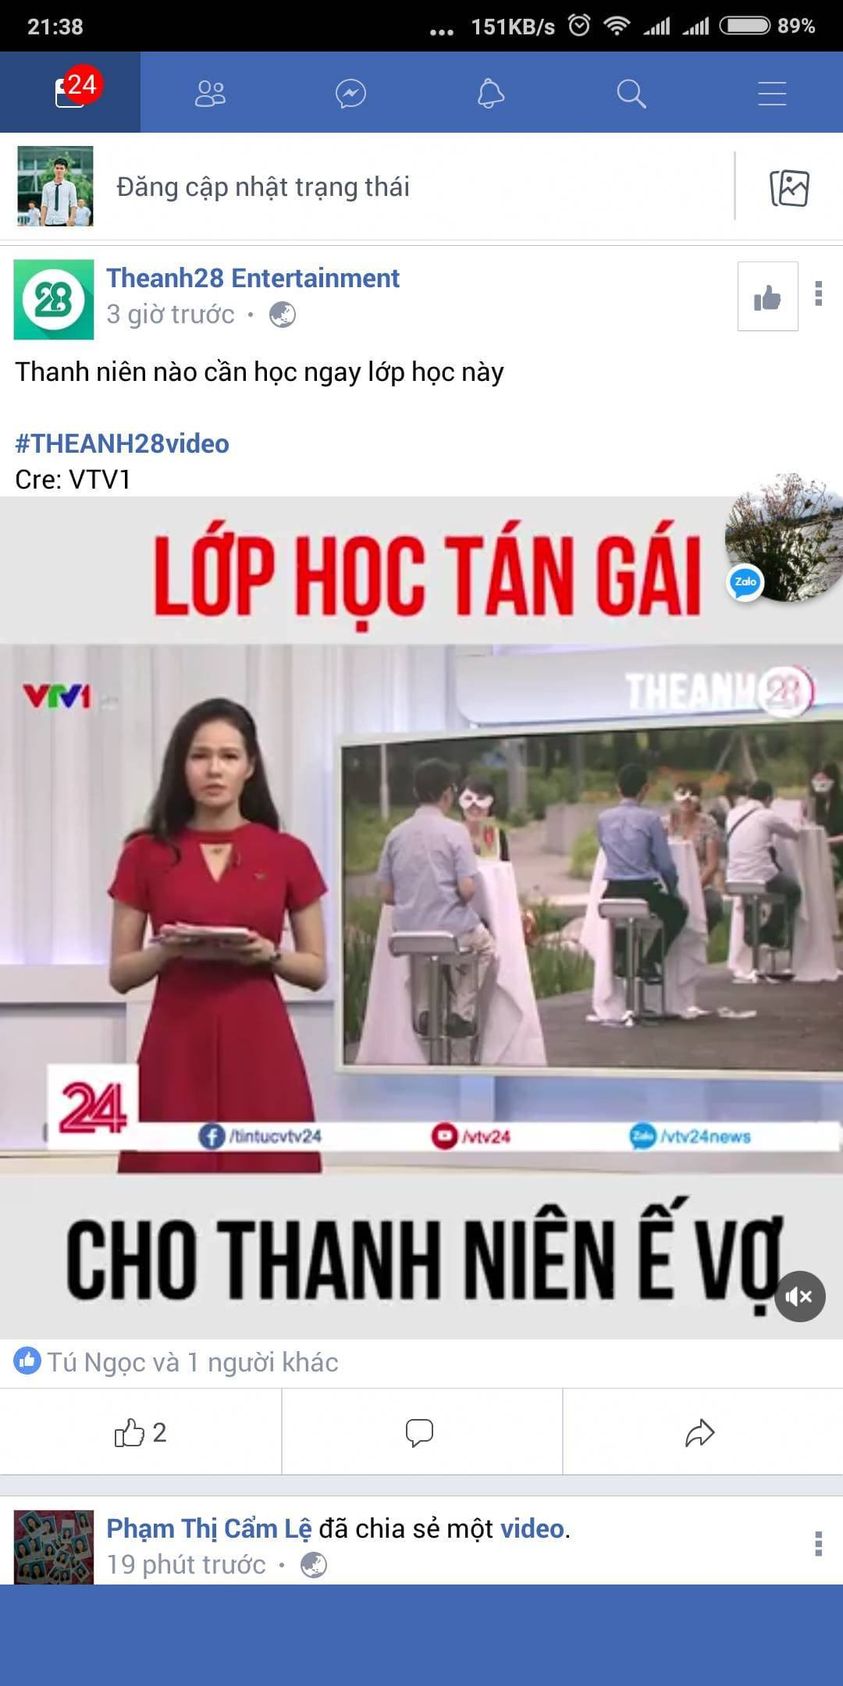 21:38
... 151KB/s 89%
24
Đăng cập nhật trạng thái
28
Theanh28 Entertainment
3 giờ trước •
Thanh niên nào cần học ngay lớp học này
#THEANH28video
Cre: VTV1
LỚP HỌC TÁN GÁI
Zalo
VTV1
THEANH28
24
/tintucvtv24
/vtv24
Zalo /vtv24news
CHO THANH NIÊN Ế VỢ
Tú Ngọc và 1 người khác
2
Phạm Thị Cẩm Lệ đã chia sẻ một video.
19 phút trước •